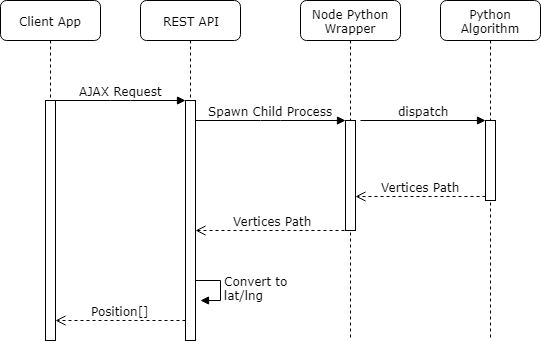 Client App
REST API
Node Python
Wrapper
Python
Algorithm
AJAX Request
Spawn Child Process
dispatch
Vertices Path
Vertices Path
Convert to
lat/lng
Position[]